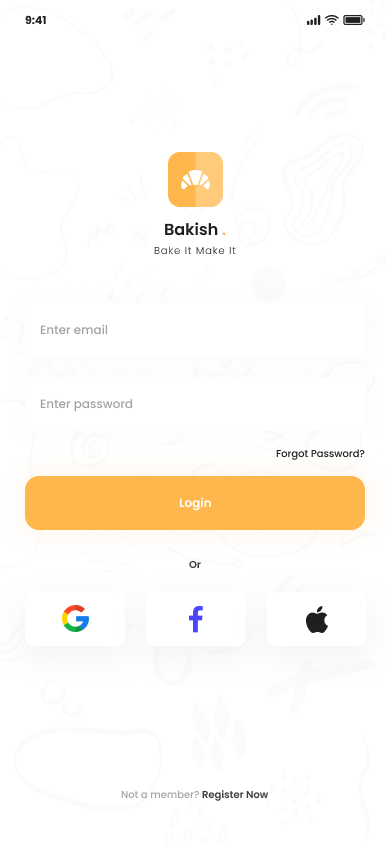 9:41
Bakish .
Bake It Make It
Enter email
Enter password
Forgot Password?
Login
Or
Not a member? Register Now